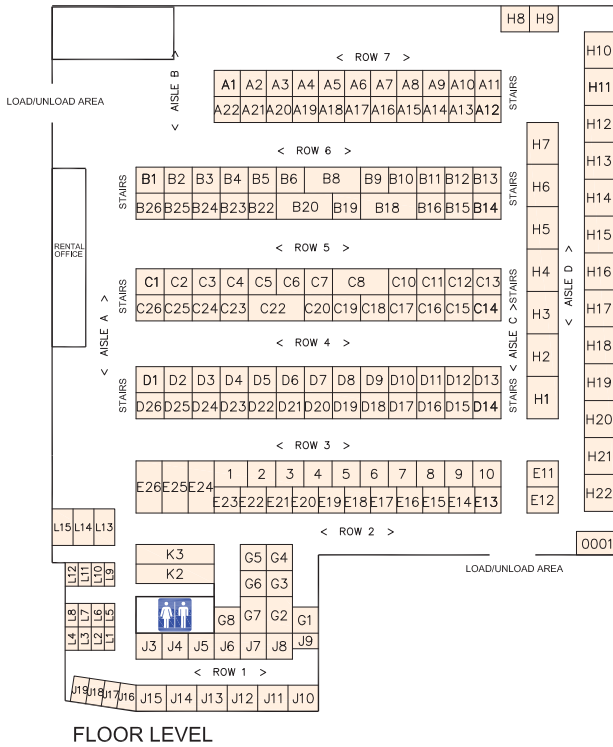 H8 H9
< ROW 7 >
H10
LOAD/UNLOAD AREA
< AISLE B >
A1 A2 A3 A4 A5 A6 A7 A8 A9 A10 A11
A22 A21 A20 A19 A18 A17 A16 A15 A14 A13 A12
STAIRS
H11
H12
< ROW 6 >
H7
H13
STAIRS
B1 B2 B3 B4 B5 B6 B8 B9 B10 B11 B12 B13
B26 B25 B24 B23 B22 B20 B19 B18 B16 B15 B14
STAIRS
H6
H14
H5
H15
RENTAL
OFFICE
< ROW 5 >
< AISLE D >
H4
H16
STAIRS
C1 C2 C3 C4 C5 C6 C7 C8 C10 C11 C12 C13
C26 C25 C24 C23 C22 C20 C19 C18 C17 C16 C15 C14
STAIRS
< AISLE A >
< AISLE C >
H3
H17
< ROW 4 >
H2
H18
STAIRS
D1 D2 D3 D4 D5 D6 D7 D8 D9 D10 D11 D12 D13
D26 D25 D24 D23 D22 D21 D20 D19 D18 D17 D16 D15 D14
STAIRS
H1
H19
H20
< ROW 3 >
H21
E26 E25 E24
1 2 3 4 5 6 7 8 9 10
E23 E22 E21 E20 E19 E18 E17 E16 E15 E14 E13
E11
E12
H22
L15 L14 L13
< ROW 2 >
0001
K3
K2
G5 G4
G6 G3
G7 G2
LOAD/UNLOAD AREA
L12 L11 L10 L9
L8 L7 L6 L5
L4 L3 L2 L1
G8
G1
J3 J4 J5 J6 J7 J8 J9
< ROW 1 >
J19 J18 J17 J16 J15 J14 J13 J12 J11 J10
FLOOR LEVEL